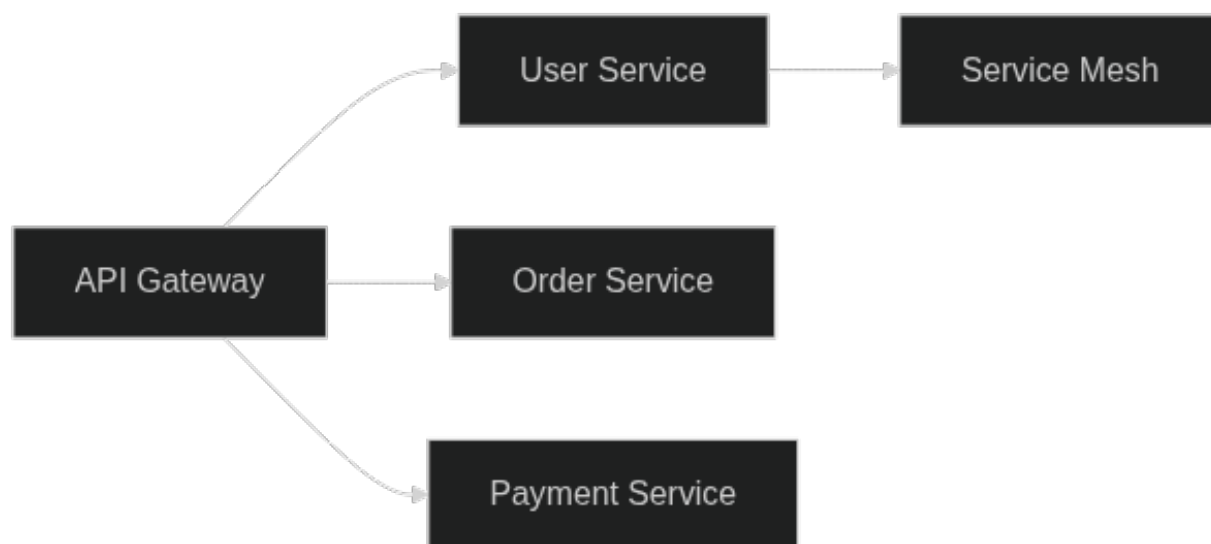 User Service
Service Mesh
API Gateway
Order Service
Payment Service